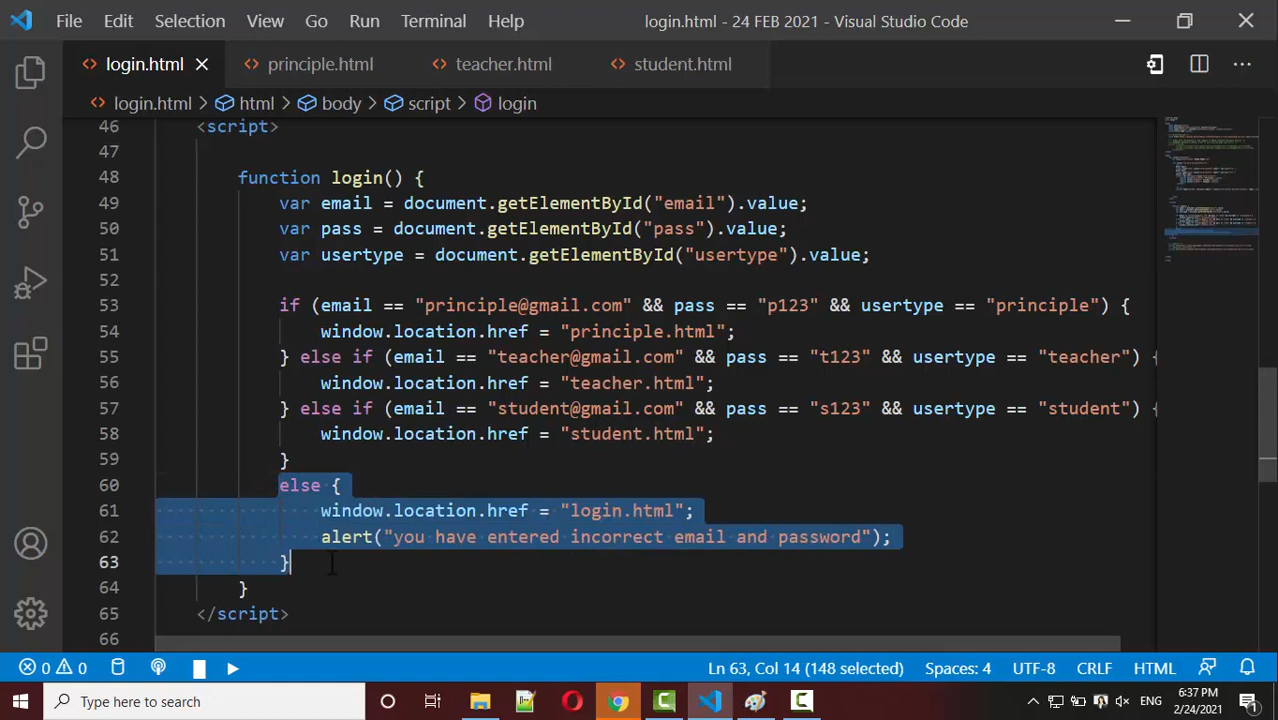 File Edit Selection View Go Run Terminal Help login.html - 24 FEB 2021 - Visual Studio Code
login.html principle.html teacher.html student.html
login.html > html > body > script > login
46 <script>
47
48 function login() {
49 var email = document.getElementById("email").value;
50 var pass = document.getElementById("pass").value;
51 var usertype = document.getElementById("usertype").value;
52
53 if (email == "principle@gmail.com" && pass == "p123" && usertype == "principle") {
54 window.location.href = "principle.html";
55 } else if (email == "teacher@gmail.com" && pass == "t123" && usertype == "teacher") {
56 window.location.href = "teacher.html";
57 } else if (email == "student@gmail.com" && pass == "s123" && usertype == "student") {
58 window.location.href = "student.html";
59 }
60 else {
61 window.location.href = "login.html";
62 alert("you have entered incorrect email and password");
63 }
64 }
65 </script>
66
0 0 Ln 63, Col 14 (148 selected) Spaces: 4 UTF-8 CRLF HTML
Type here to search ENG 6:37 PM
2/24/2021 1